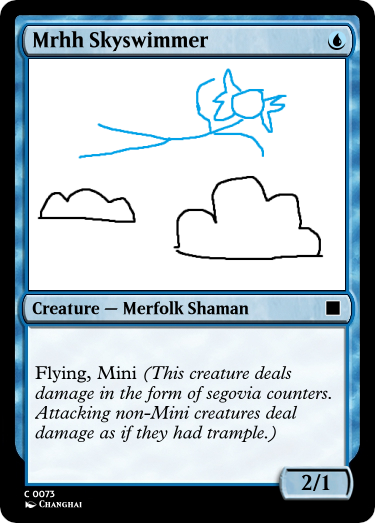 Mrhh Skyswimmer
Creature — Merfolk Shaman
Flying, Mini (This creature deals
damage in the form of segovia counters.
Attacking non-Mini creatures deal
damage as if they had trample.)
2/1
C 0073
Changhai